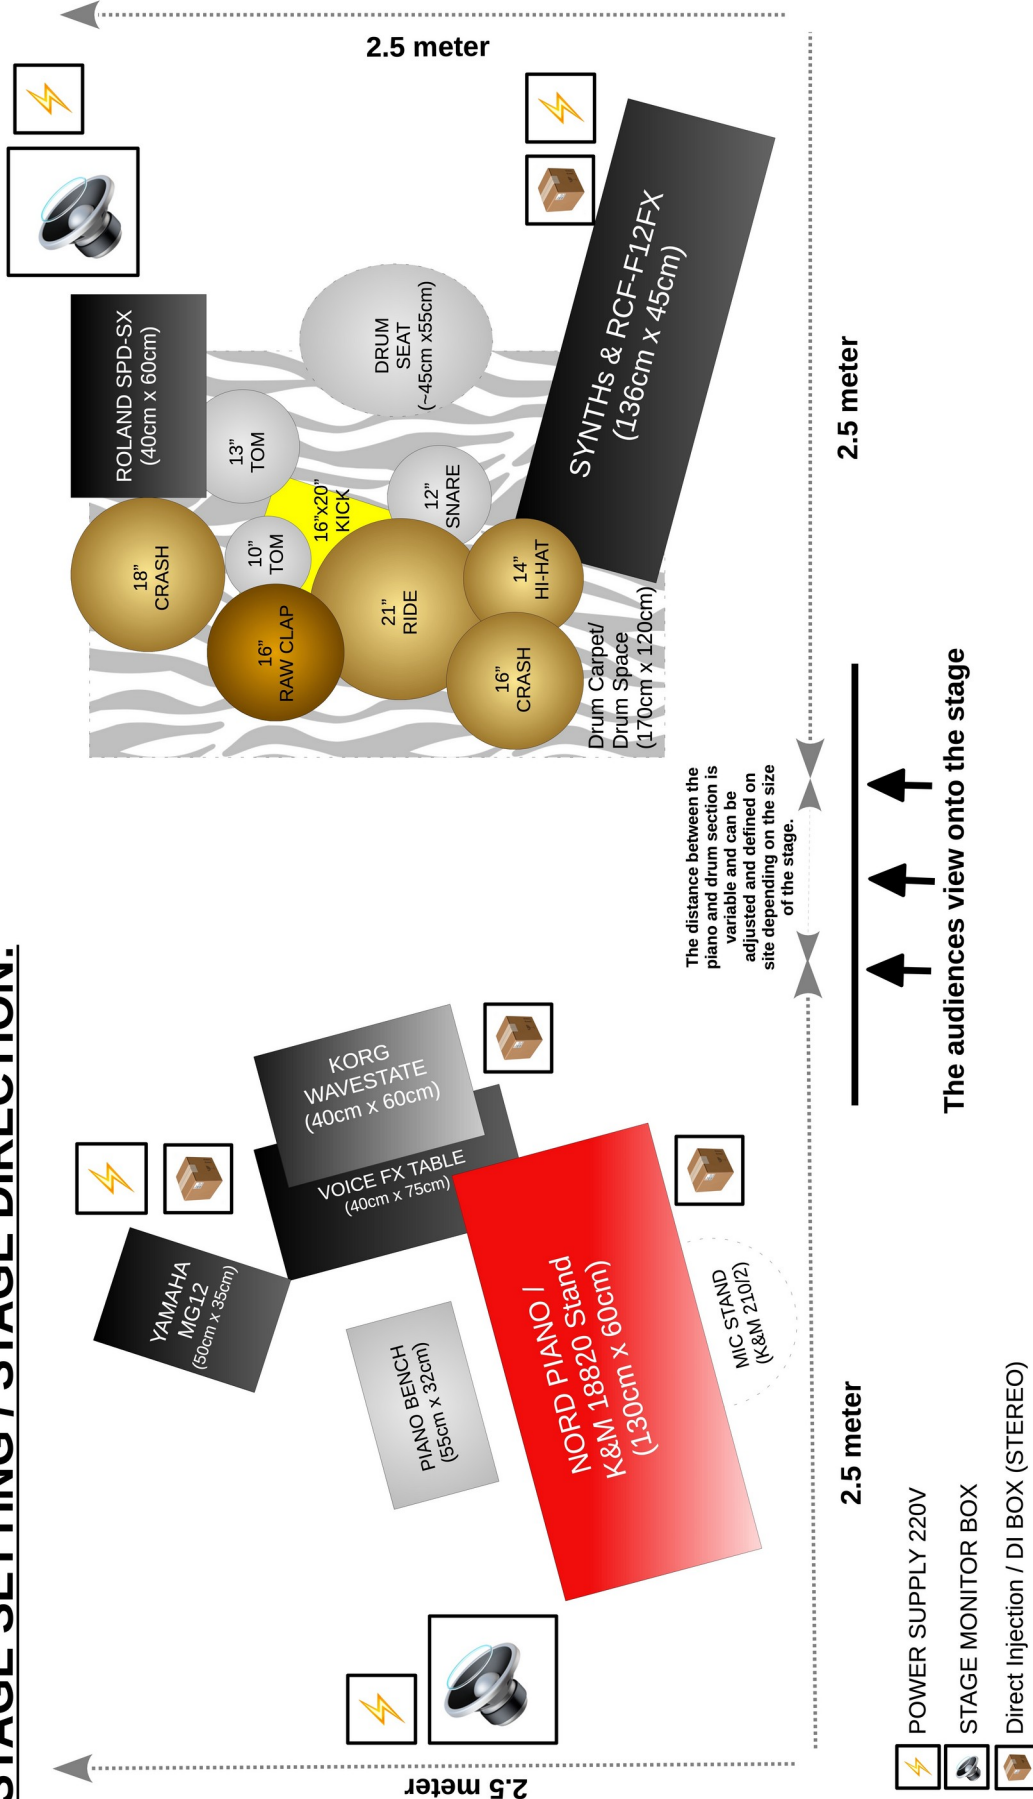 STAGE SETTING / STAGE DIRECTION:
2.5 meter
YAMAHA
MG12
(50cm x 35cm)
KORG
WAVESTATE
(40cm x 60cm)
VOICE FX TABLE
(40cm x 75cm)
PIANO BENCH
(55cm x 32cm)
NORD PIANO /
K&M 18820 Stand
(130cm x 60cm)
MIC STAND
(K&M 210/2)
2.5 meter
18”
CRASH
ROLAND SPD-SX
(40cm x 60cm)
13”
TOM
10”
TOM
16”
RAW CLAP
16”x20”
KICK
21”
RIDE
12”
SNARE
DRUM
SEAT
(~45cm x55cm)
14”
HI-HAT
16”
CRASH
Drum Carpet/
Drum Space
(170cm x 120cm)
SYNTHs & RCF-F12FX
(136cm x 45cm)
2.5 meter
2.5 meter
The distance between the
piano and drum section is
variable and can be
adjusted and defined on
site depending on the size
of the stage.
The audiences view onto the stage
POWER SUPPLY 220V
STAGE MONITOR BOX
Direct Injection / DI BOX (STEREO)